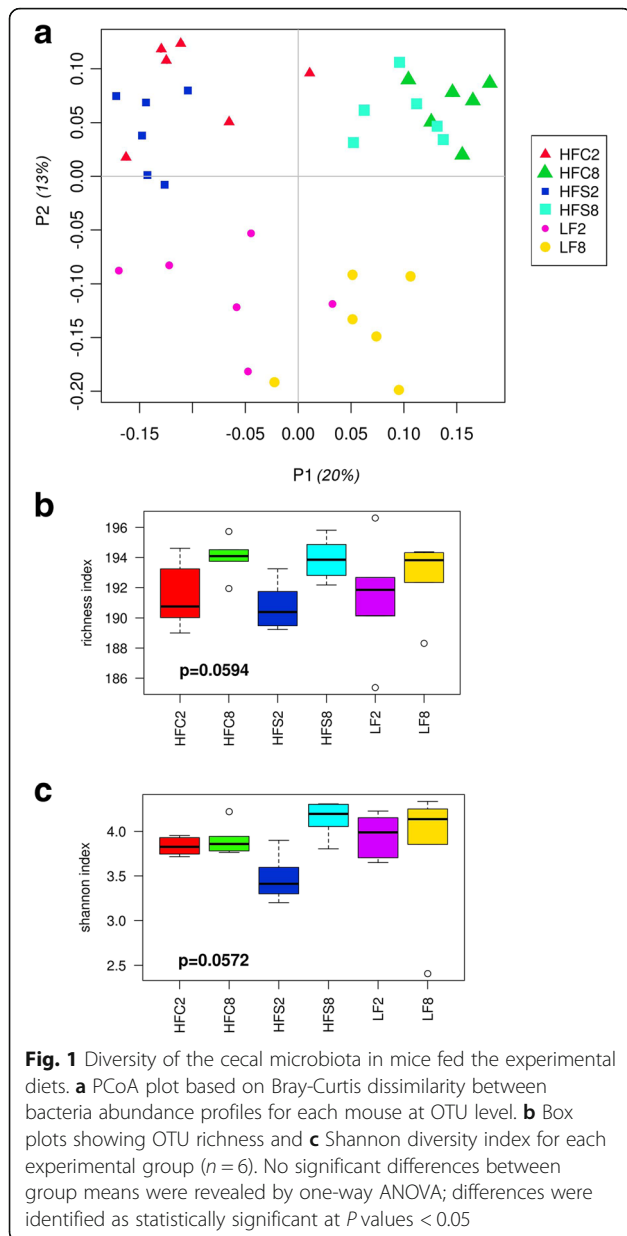 a
0.10
0.05
0.00
-0.05
-0.10
-0.15
-0.20
P2 (13%)
-0.15
-0.05
0.00
0.05
0.10
0.15
P1 (20%)
HFC2
HFC8
HFS2
HFS8
LF2
LF8
b
196
194
192
190
188
186
richness index
p=0.0594
HFC2
HFC8
HFS2
HFS8
LF2
LF8
c
4.0
3.5
3.0
2.5
shannon index
p=0.0572
HFC2
HFC8
HFS2
HFS8
LF2
LF8
Fig. 1 Diversity of the cecal microbiota in mice fed the experimental
diets. a PCoA plot based on Bray-Curtis dissimilarity between
bacteria abundance profiles for each mouse at OTU level. b Box
plots showing OTU richness and c Shannon diversity index for each
experimental group (n = 6). No significant differences between
group means were revealed by one-way ANOVA; differences were
identified as statistically significant at P values < 0.05